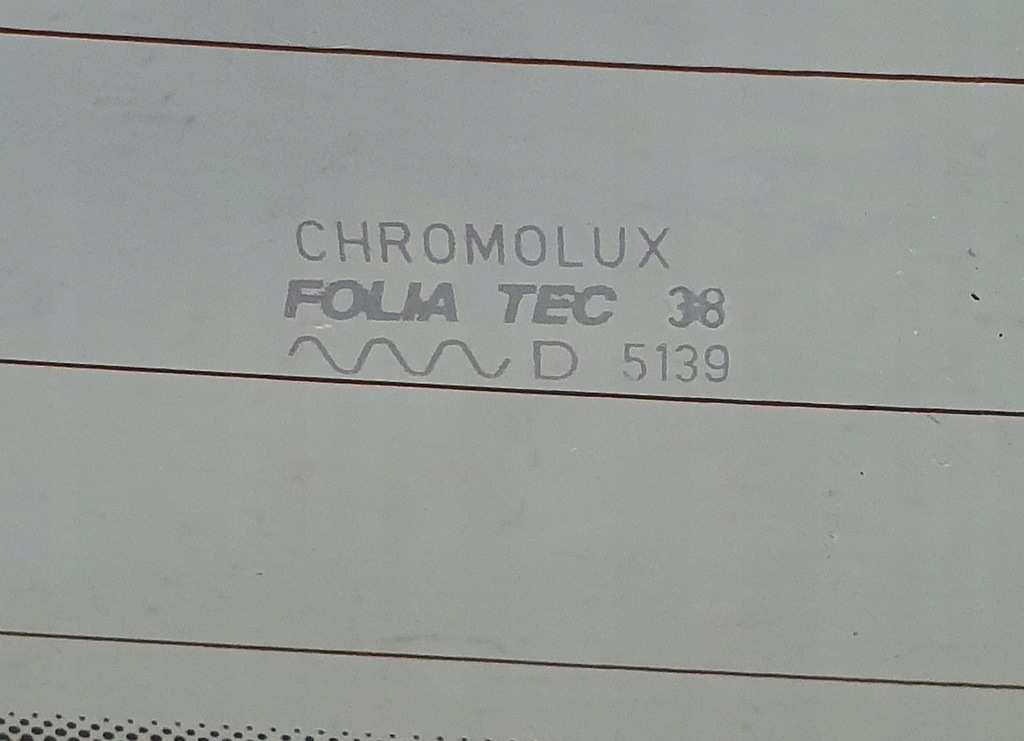 CHROMOLUX
FOLIA TEC 38
D 5139